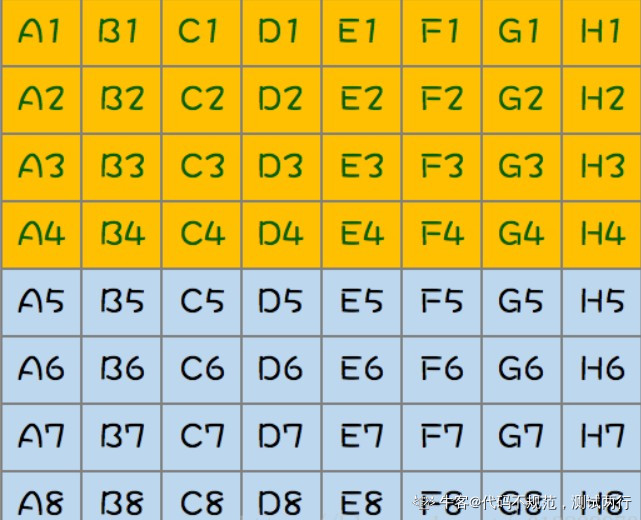 A1 B1 C1 D1 E1 F1 G1 H1
A2 B2 C2 D2 E2 F2 G2 H2
A3 B3 C3 D3 E3 F3 G3 H3
A4 B4 C4 D4 E4 F4 G4 H4
A5 B5 C5 D5 E5 F5 G5 H5
A6 B6 C6 D6 E6 F6 G6 H6
A7 B7 C7 D7 E7 F7 G7 H7
A8 B8 C8 D8 E8 F8 G8 H8
牛客@代码不规范，测试两行